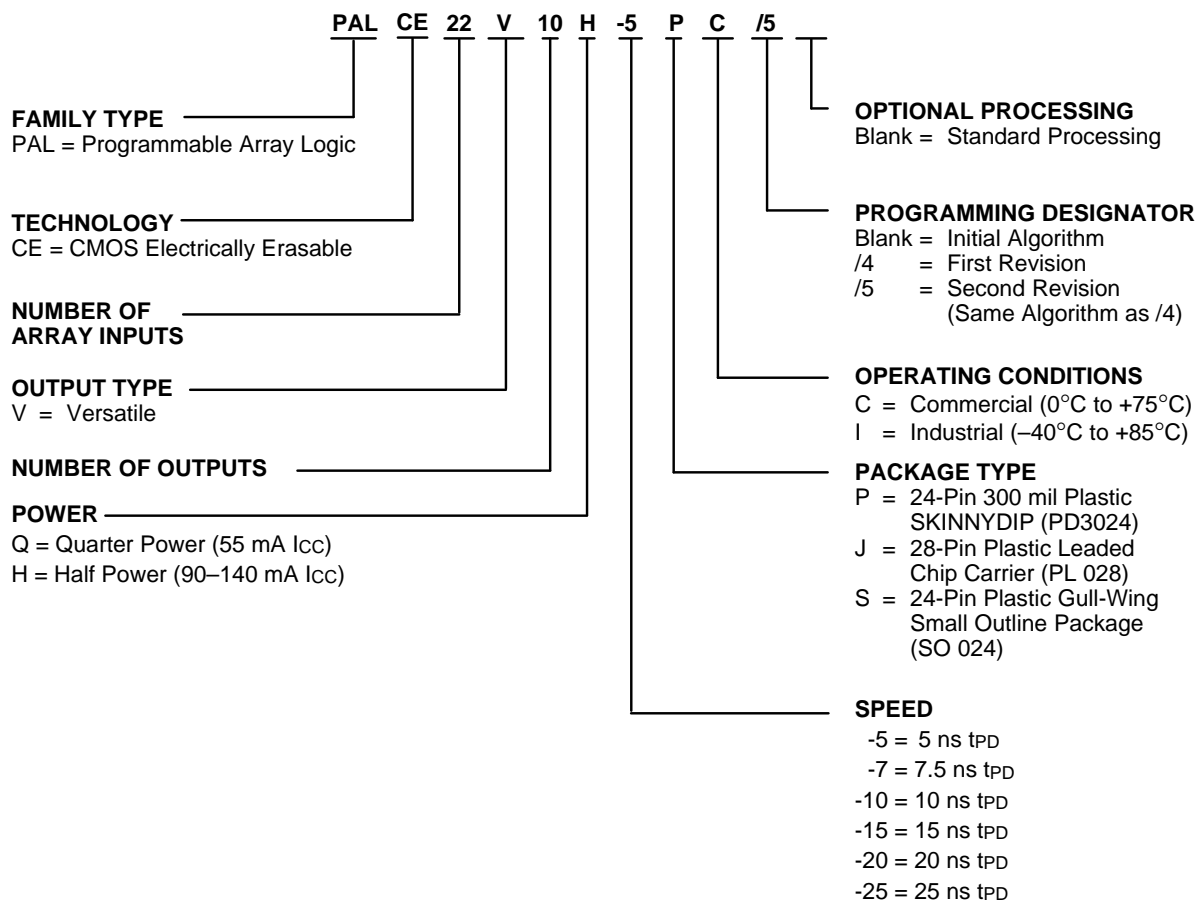 PAL CE 22 V 10 H -5 P C /5
FAMILY TYPE
PAL = Programmable Array Logic
TECHNOLOGY
CE = CMOS Electrically Erasable
NUMBER OF
ARRAY INPUTS
OUTPUT TYPE
V = Versatile
NUMBER OF OUTPUTS
POWER
Q = Quarter Power (55 mA ICC)
H = Half Power (90–140 mA ICC)
OPTIONAL PROCESSING
Blank = Standard Processing
PROGRAMMING DESIGNATOR
Blank = Initial Algorithm
/4 = First Revision
/5 = Second Revision
(Same Algorithm as /4)
OPERATING CONDITIONS
C = Commercial (0°C to +75°C)
I = Industrial (–40°C to +85°C)
PACKAGE TYPE
P = 24-Pin 300 mil Plastic
SKINNYDIP (PD3024)
J = 28-Pin Plastic Leaded
Chip Carrier (PL 028)
S = 24-Pin Plastic Gull-Wing
Small Outline Package
(SO 024)
SPEED
-5 = 5 ns tPD
-7 = 7.5 ns tPD
-10 = 10 ns tPD
-15 = 15 ns tPD
-20 = 20 ns tPD
-25 = 25 ns tPD